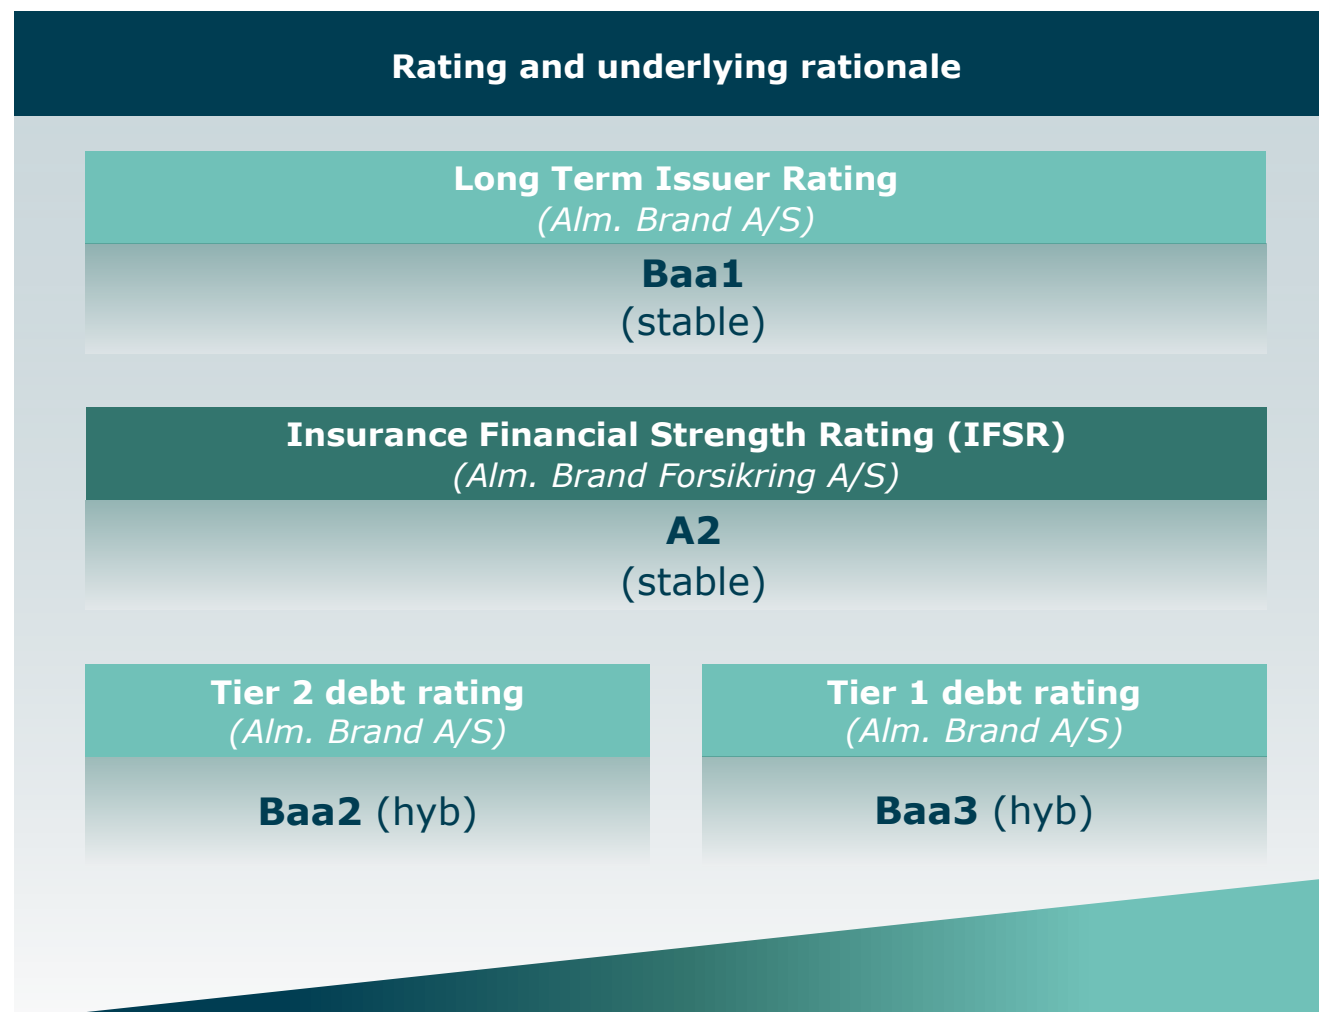 Rating and underlying rationale
Long Term Issuer Rating
(Alm. Brand A/S)
Baa1
(stable)
Insurance Financial Strength Rating (IFSR)
(Alm. Brand Forsikring A/S)
A2
(stable)
Tier 2 debt rating
(Alm. Brand A/S)
Baa2 (hyb)
Tier 1 debt rating
(Alm. Brand A/S)
Baa3 (hyb)